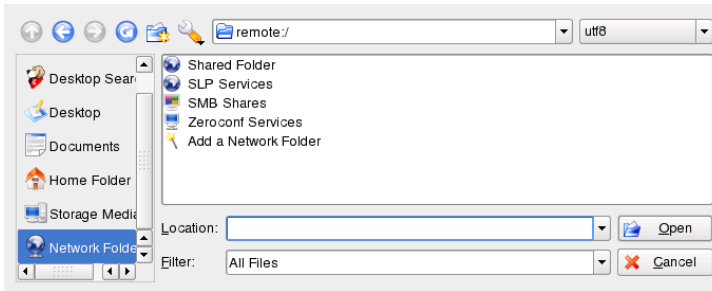 remote:/
utf8
Desktop Sear
Desktop
Documents
Home Folder
Storage Media
Network Folde
Shared Folder
SLP Services
SMB Shares
Zeroconf Services
Add a Network Folder
Location:
Open
Filter:
All Files
Cancel